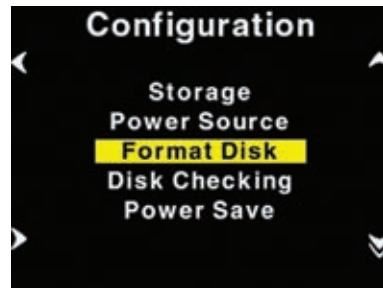 Configuration
Storage
Power Source
Format Disk
Disk Checking
Power Save